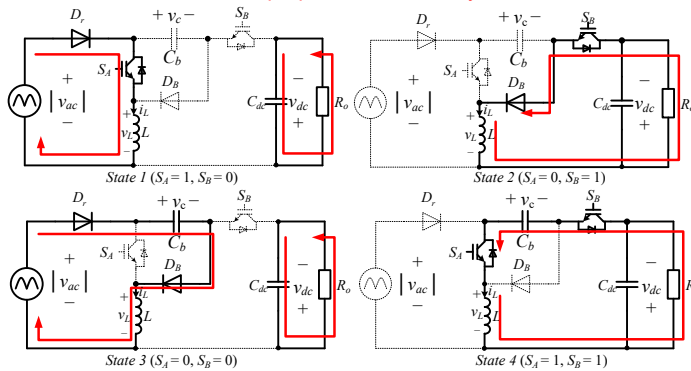 D_r + v_c − S_B
C_b
S_A
+ |v_ac| − D_B
i_L
+ v_L − L
C_dc − v_dc + R_o
State 1 (S_A = 1, S_B = 0)
D_r + v_c − S_B
C_b
S_A
+ |v_ac| − D_B
i_L
+ v_L − L
C_dc − v_dc + R_o
State 2 (S_A = 0, S_B = 1)
D_r + v_c − S_B
C_b
S_A
+ |v_ac| − D_B
i_L
+ v_L − L
C_dc − v_dc + R_o
State 3 (S_A = 0, S_B = 0)
D_r + v_c − S_B
C_b
S_A
+ |v_ac| − D_B
i_L
+ v_L − L
C_dc − v_dc + R
State 4 (S_A = 1, S_B = 1)